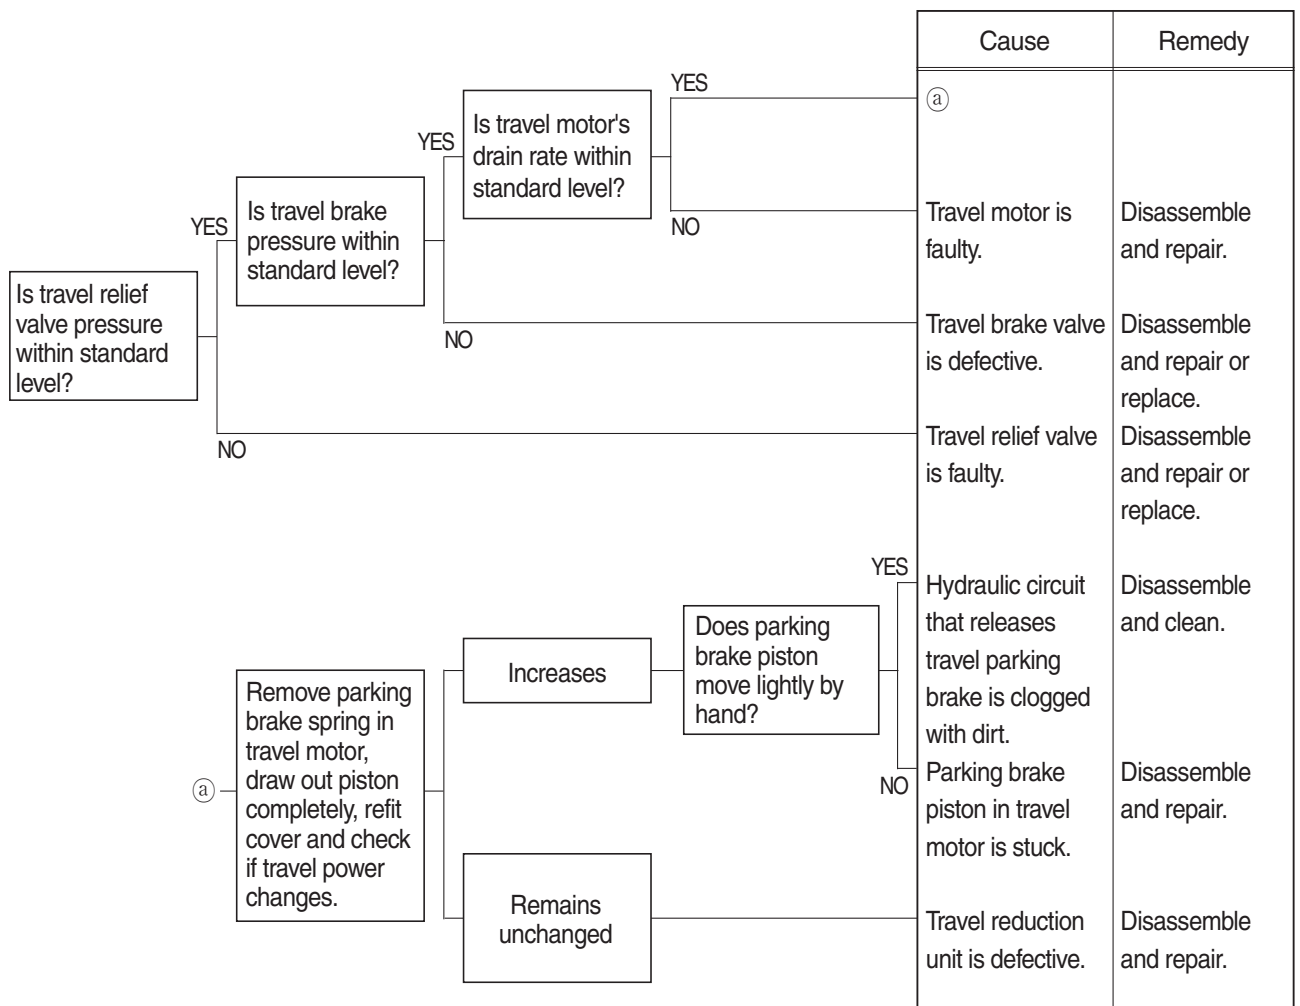 Cause
Remedy
YES
ⓐ
Is travel motor's
drain rate within
standard level?
YES
NO
Travel motor is
faulty.
Disassemble
and repair.
Is travel brake
pressure within
standard level?
YES
NO
Travel brake valve
is defective.
Disassemble
and repair or
replace.
Is travel relief
valve pressure
within standard
level?
NO
Travel relief valve
is faulty.
Disassemble
and repair or
replace.
ⓐ
Remove parking
brake spring in
travel motor,
draw out piston
completely, refit
cover and check
if travel power
changes.
Increases
Does parking
brake piston
move lightly by
hand?
YES
Hydraulic circuit
that releases
travel parking
brake is clogged
with dirt.
Disassemble
and clean.
NO
Parking brake
piston in travel
motor is stuck.
Disassemble
and repair.
Remains
unchanged
Travel reduction
unit is defective.
Disassemble
and repair.